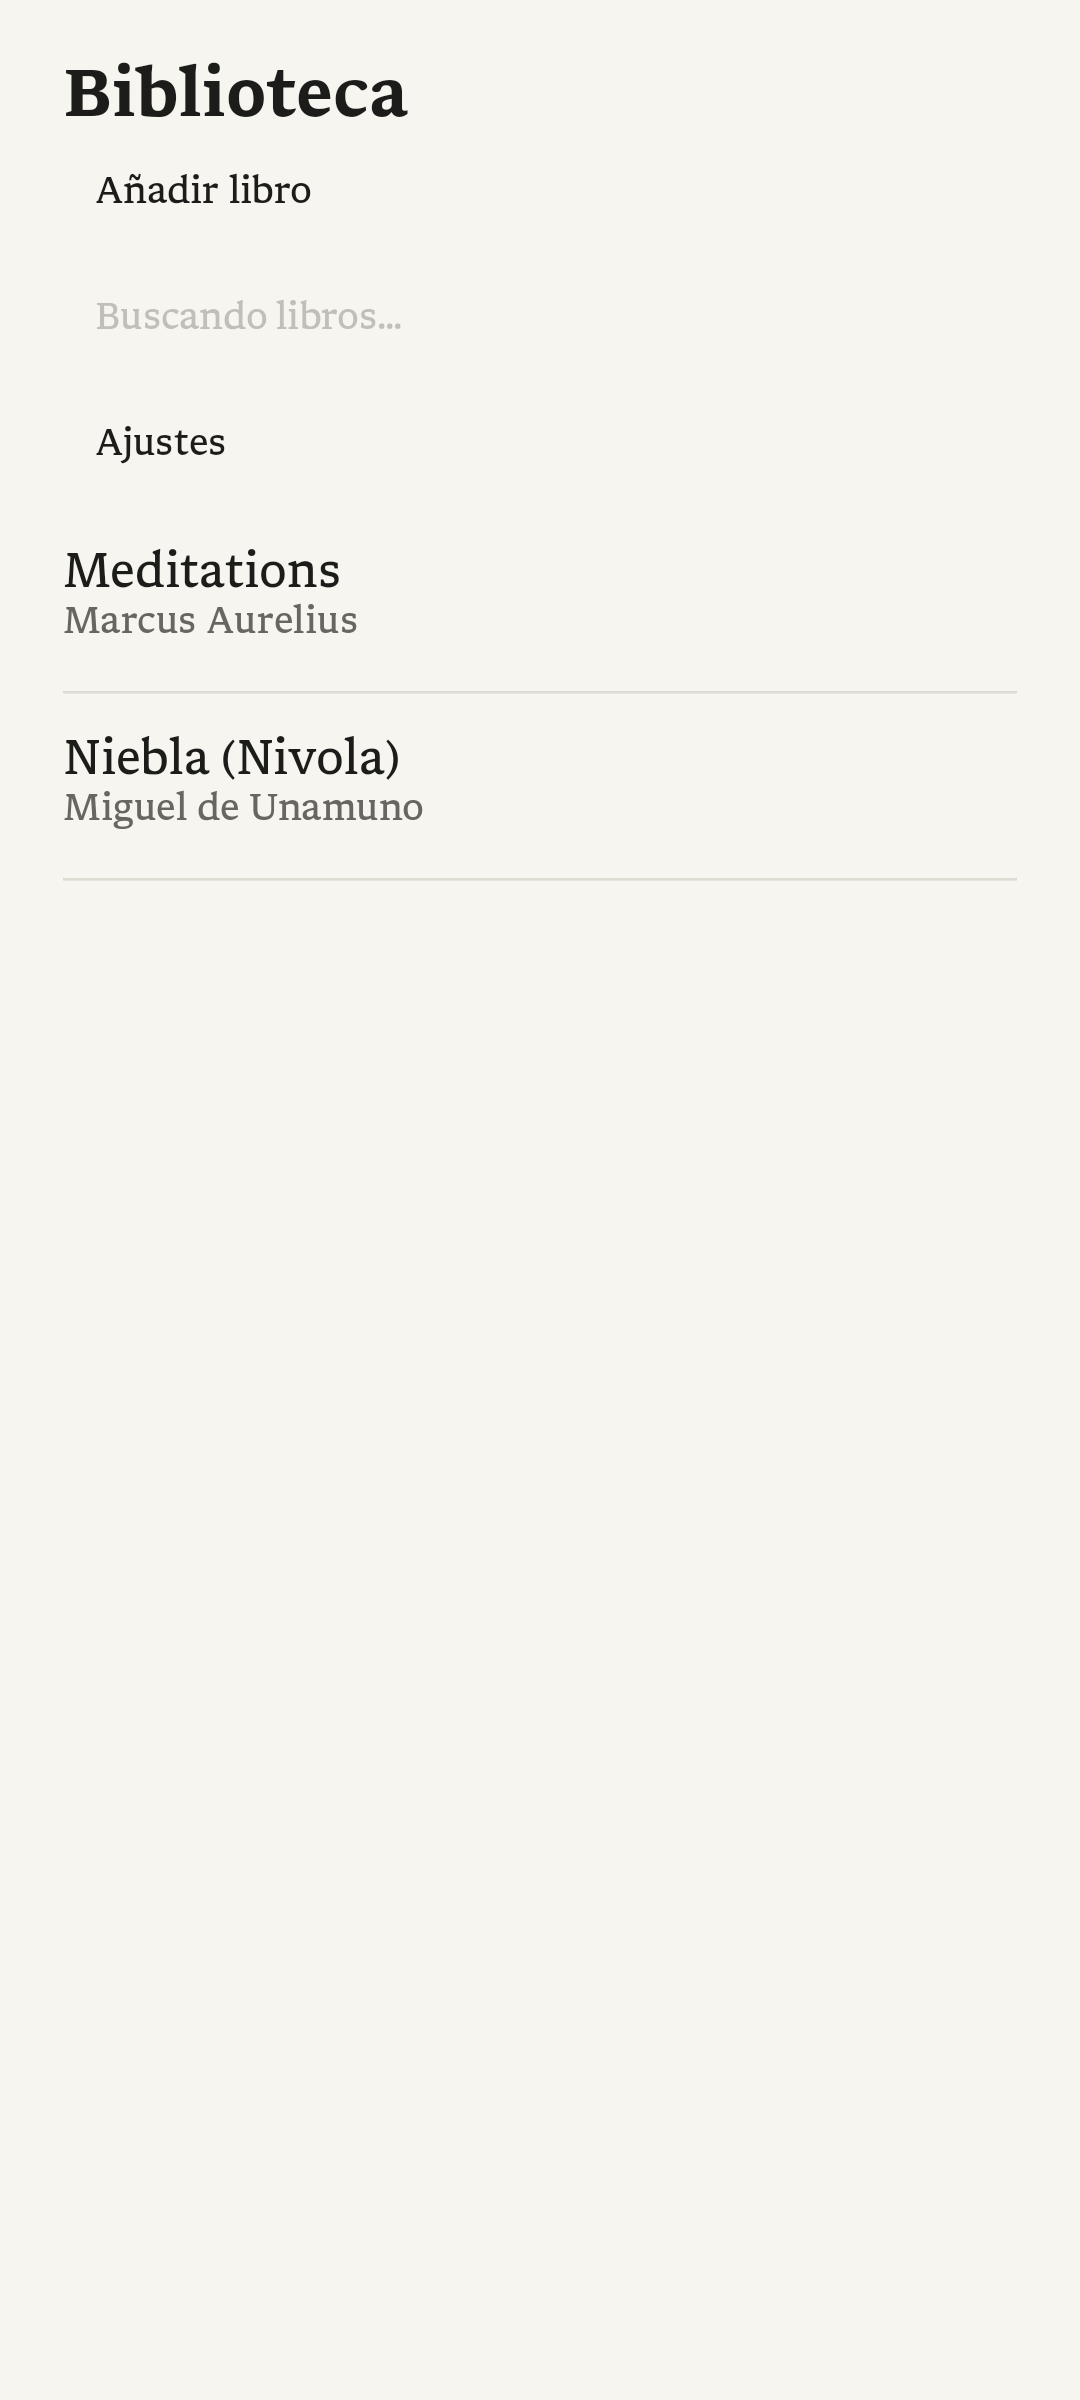 Biblioteca
Añadir libro
Buscando libros…
Ajustes
Meditations
Marcus Aurelius
Niebla (Nivola)
Miguel de Unamuno